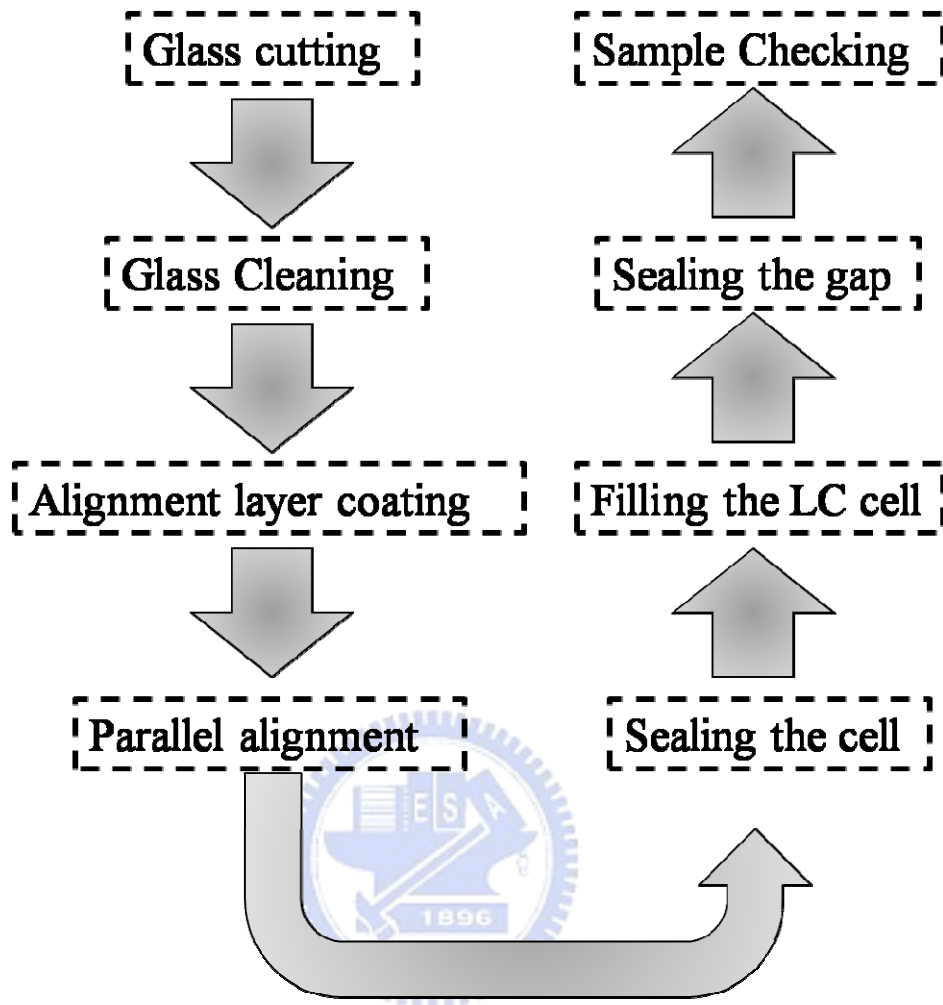 Glass cutting
Glass Cleaning
Alignment layer coating
Parallel alignment
Sealing the cell
Filling the LC cell
Sealing the gap
Sample Checking
E S A
1896